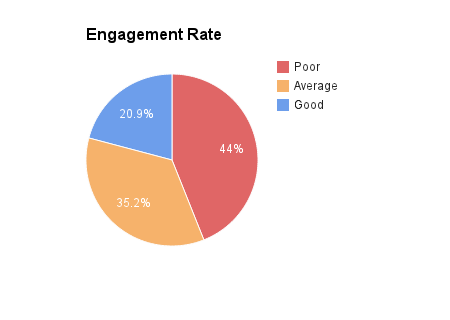 Engagement Rate
Poor
Average
Good
20.9%
44%
35.2%